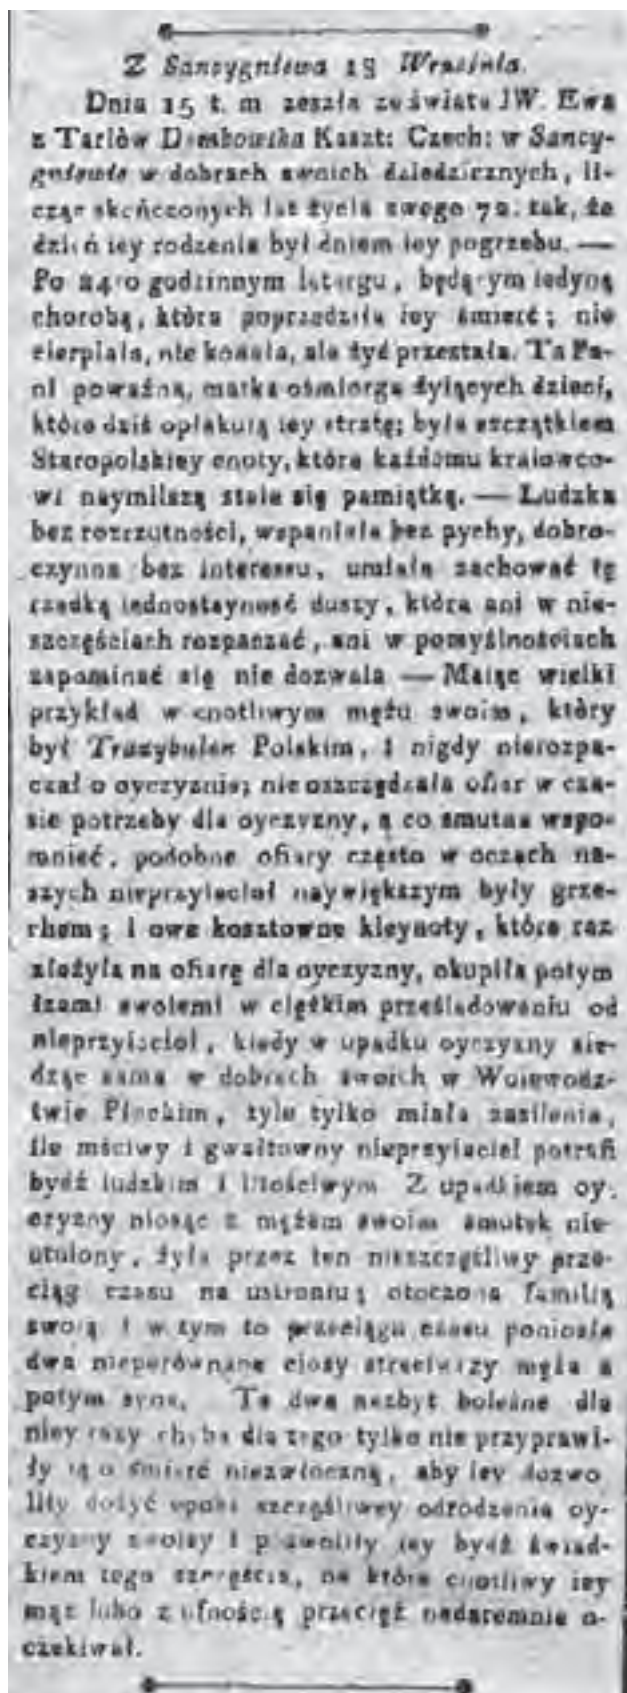 Z Sancygniowa 18 Września.
Dnia 15 t. m zeszła ze świata JW. Ewa
z Tarłów Dembowska Kaszt: Czech: w Sancy-
gniowie w dobrach swoich dziedzicznych, li-
cząc skończonych lat życia swego 72. tak, że
dzień iey rodzenia był dniem iey pogrzebu. —
Po 24ro godzinnym letargu, będącym iedyną
chorobą, która poprzedziła iey śmierć; nie
cierpiała, nie konała, ale żyć przestała. Ta Pa-
ni poważna, matka ośmiorga żyiących dzieci,
które dziś opłakuią iey stratę; była szczątkiem
Staropolskiey cnoty, która każdemu kraiowco-
wi naymilszą staie się pamiątką. — Ludzka
bez rozrzutności, wspaniała bez pychy, dobro-
czynna bez interessu, umiała zachować tę
rzadką iednostayność duszy, która ani w nie-
szczęściach rozpaczać, ani w pomyślnościach
zapominać się nie dozwala — Maiąc wielki
przykład w cnotliwym mężu swoim, który
był Trazybulem Polskim, i nigdy nierozpa-
czał o oyczyznie; nie oszczędzała ofiar w cza-
sie potrzeby dla oyczyzny, a co smutna wspo-
mnieć, podobne ofiary często w oczach na-
szych nieprzyiacioł naywiększym były grze-
chem; i owe kosztowne kleynoty, które raz
złożyła na ofiarę dla oyczyzny, okupiła potym
łzami swoiemi w ciężkim prześladowaniu od
nieprzyiacioł, kiedy w upadku oyczyzny sie-
dząc sama w dobrach swoich w Woiewodz-
twie Płockim, tyle tylko miała zasilenia,
ile mściwy i gwałtowny nieprzyiaciel potrafi
bydź ludzkim i litościwym Z upadkiem oy-
czyzny niosąc z mężem swoim smutek nie-
utulony, żyła przez ten nieszczęśliwy prze-
ciąg czasu na ustroniu; otoczona familią
swoią i w tym to przeciągu czasu poniosła
dwa nieporównane ciosy straciwszy męża a
potym syna. Te dwa nazbyt boleśne dla
niey razy chyba dla tego tylko nie przyprawi-
ły ią o śmierć niezwłoczną, aby iey dozwo
liły dożyć epoki szczęśliwey odrodzenia oy-
czyzny swoiey i pozwoliły iey bydź świad-
kiem tego szczęścia, na które cnotliwy iey
mąż lubo z ufnością przecięż nadaremnie o-
czekiwał.